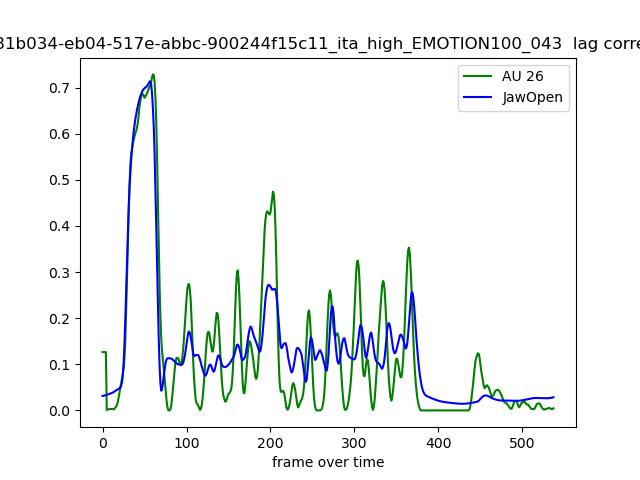 31b034-eb04-517e-abbc-900244f15c11_ita_high_EMOTION100_043 lag corre
AU 26
JawOpen
0.7
0.6
0.5
0.4
0.3
0.2
0.1
0.0
0 100 200 300 400 500
frame over time